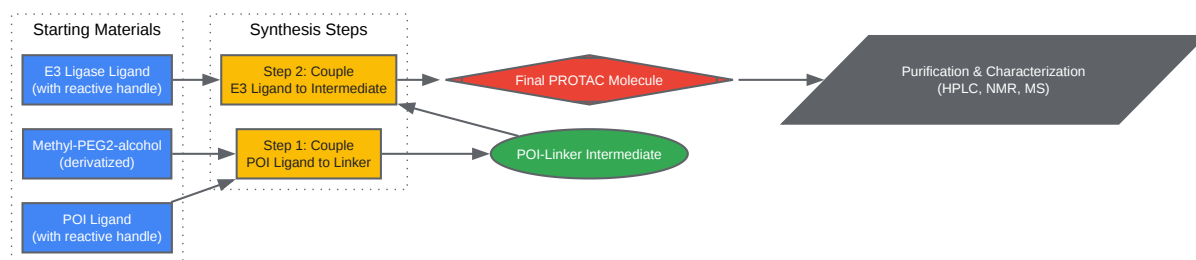 Starting Materials
E3 Ligase Ligand
(with reactive handle)
Methyl-PEG2-alcohol
(derivatized)
POI Ligand
(with reactive handle)
Synthesis Steps
Step 2: Couple
E3 Ligand to Intermediate
Step 1: Couple
POI Ligand to Linker
Final PROTAC Molecule
POI-Linker Intermediate
Purification & Characterization
(HPLC, NMR, MS)